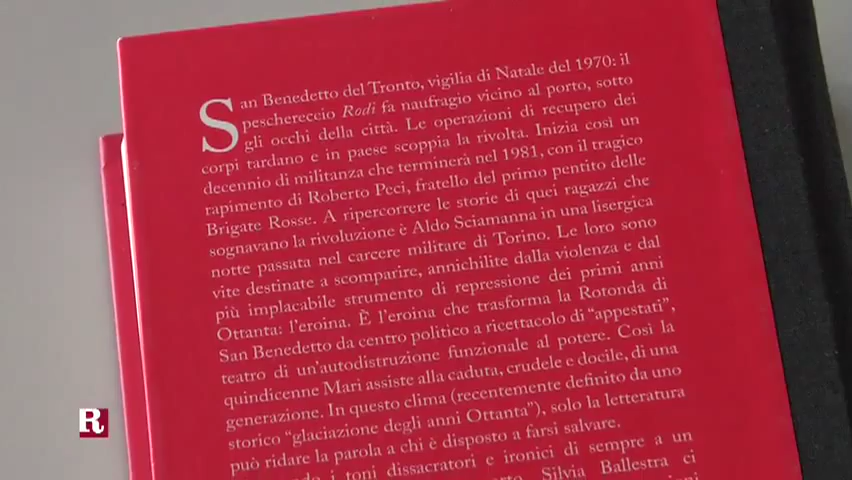 San Benedetto del Tronto, vigilia di Natale del 1970: il
peschereccio Rodi fa naufragio vicino al porto, sotto
gli occhi della città. Le operazioni di recupero dei
corpi tardano e in paese scoppia la rivolta. Inizia così un
decennio di militanza che terminerà nel 1981, con il tragico
rapimento di Roberto Peci, fratello del primo pentito delle
Brigate Rosse. A ripercorrere le storie di quei ragazzi che
sognavano la rivoluzione è Aldo Sciamanna in una lisergica
notte passata nel carcere militare di Torino. Le loro sono
vite destinate a scomparire, annichilite dalla violenza e dal
più implacabile strumento di repressione dei primi anni
Ottanta: l'eroina. È l'eroina che trasforma la Rotonda di
San Benedetto da centro politico a ricettacolo di "appestati",
teatro di un'autodistruzione funzionale al potere. Così la
quindicenne Mari assiste alla caduta, crudele e docile, di una
generazione. In questo clima (recentemente definito da uno
storico "glaciazione degli anni Ottanta"), solo la letteratura
può ridare la parola a chi è disposto a farsi salvare.
i toni dissacratori e ironici di sempre a un
Silvia Ballestra ci
R